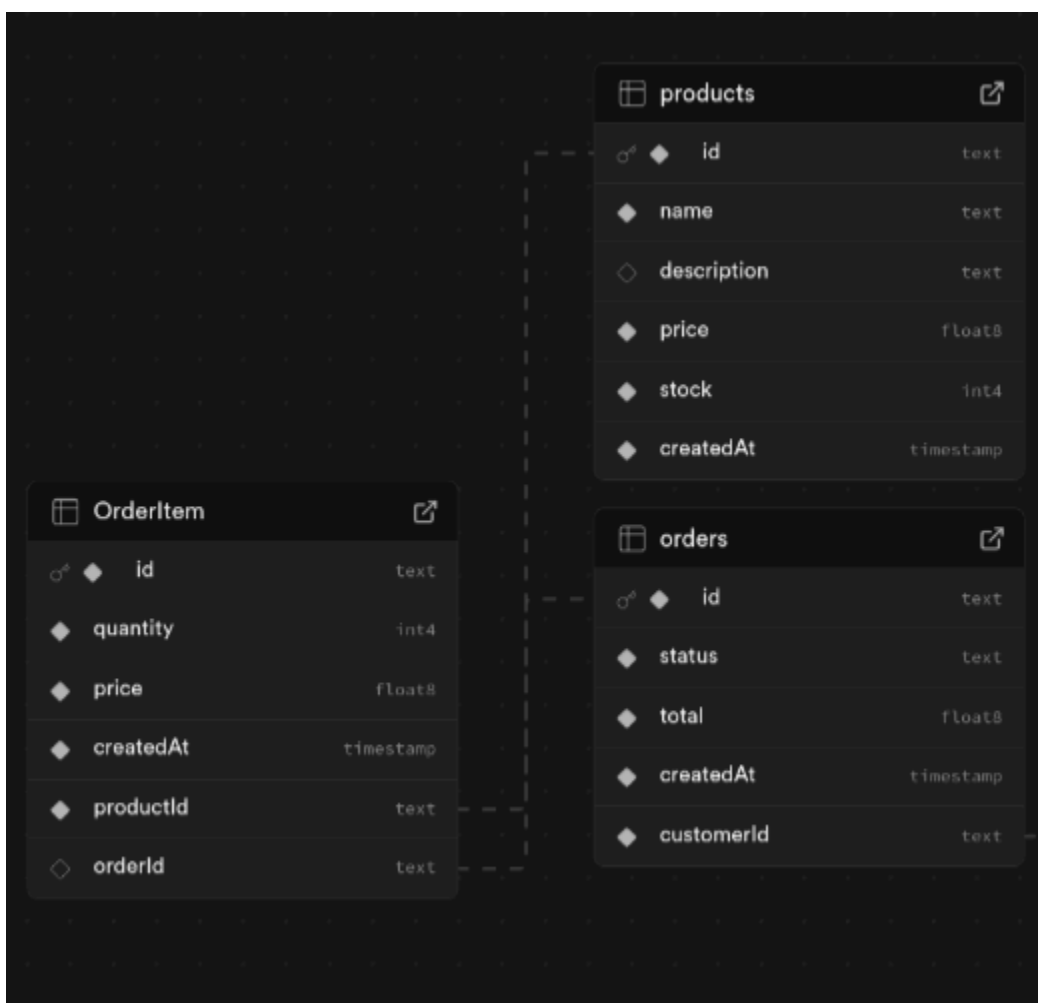 products
id text
name text
description text
price float8
stock int4
createdAt timestamp
OrderItem
id text
quantity int4
price float8
createdAt timestamp
productId text
orderId text
orders
id text
status text
total float8
createdAt timestamp
customerId text